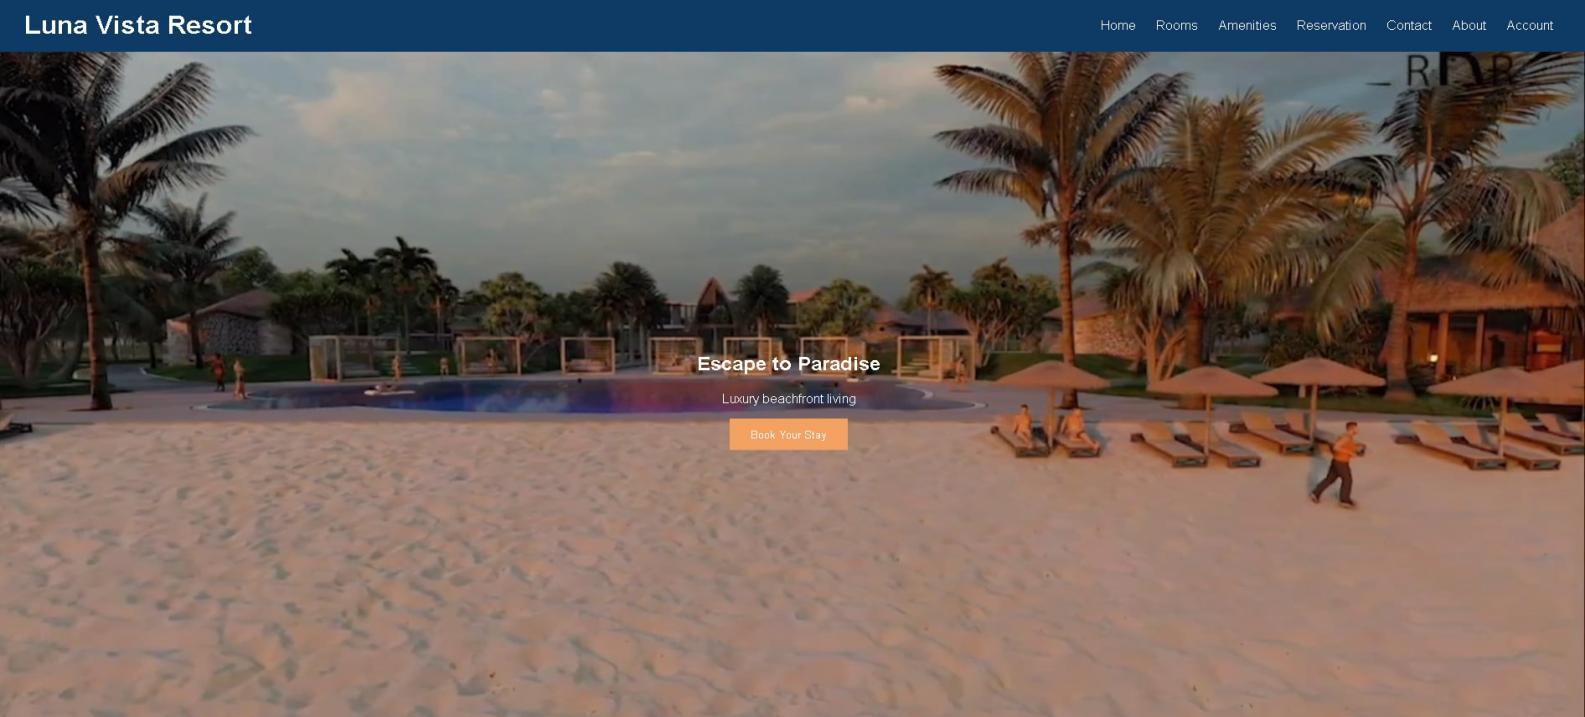 Luna Vista Resort
Home Rooms Amenities Reservation Contact About Account
RDR
Escape to Paradise
Luxury beachfront living
Book Your Stay